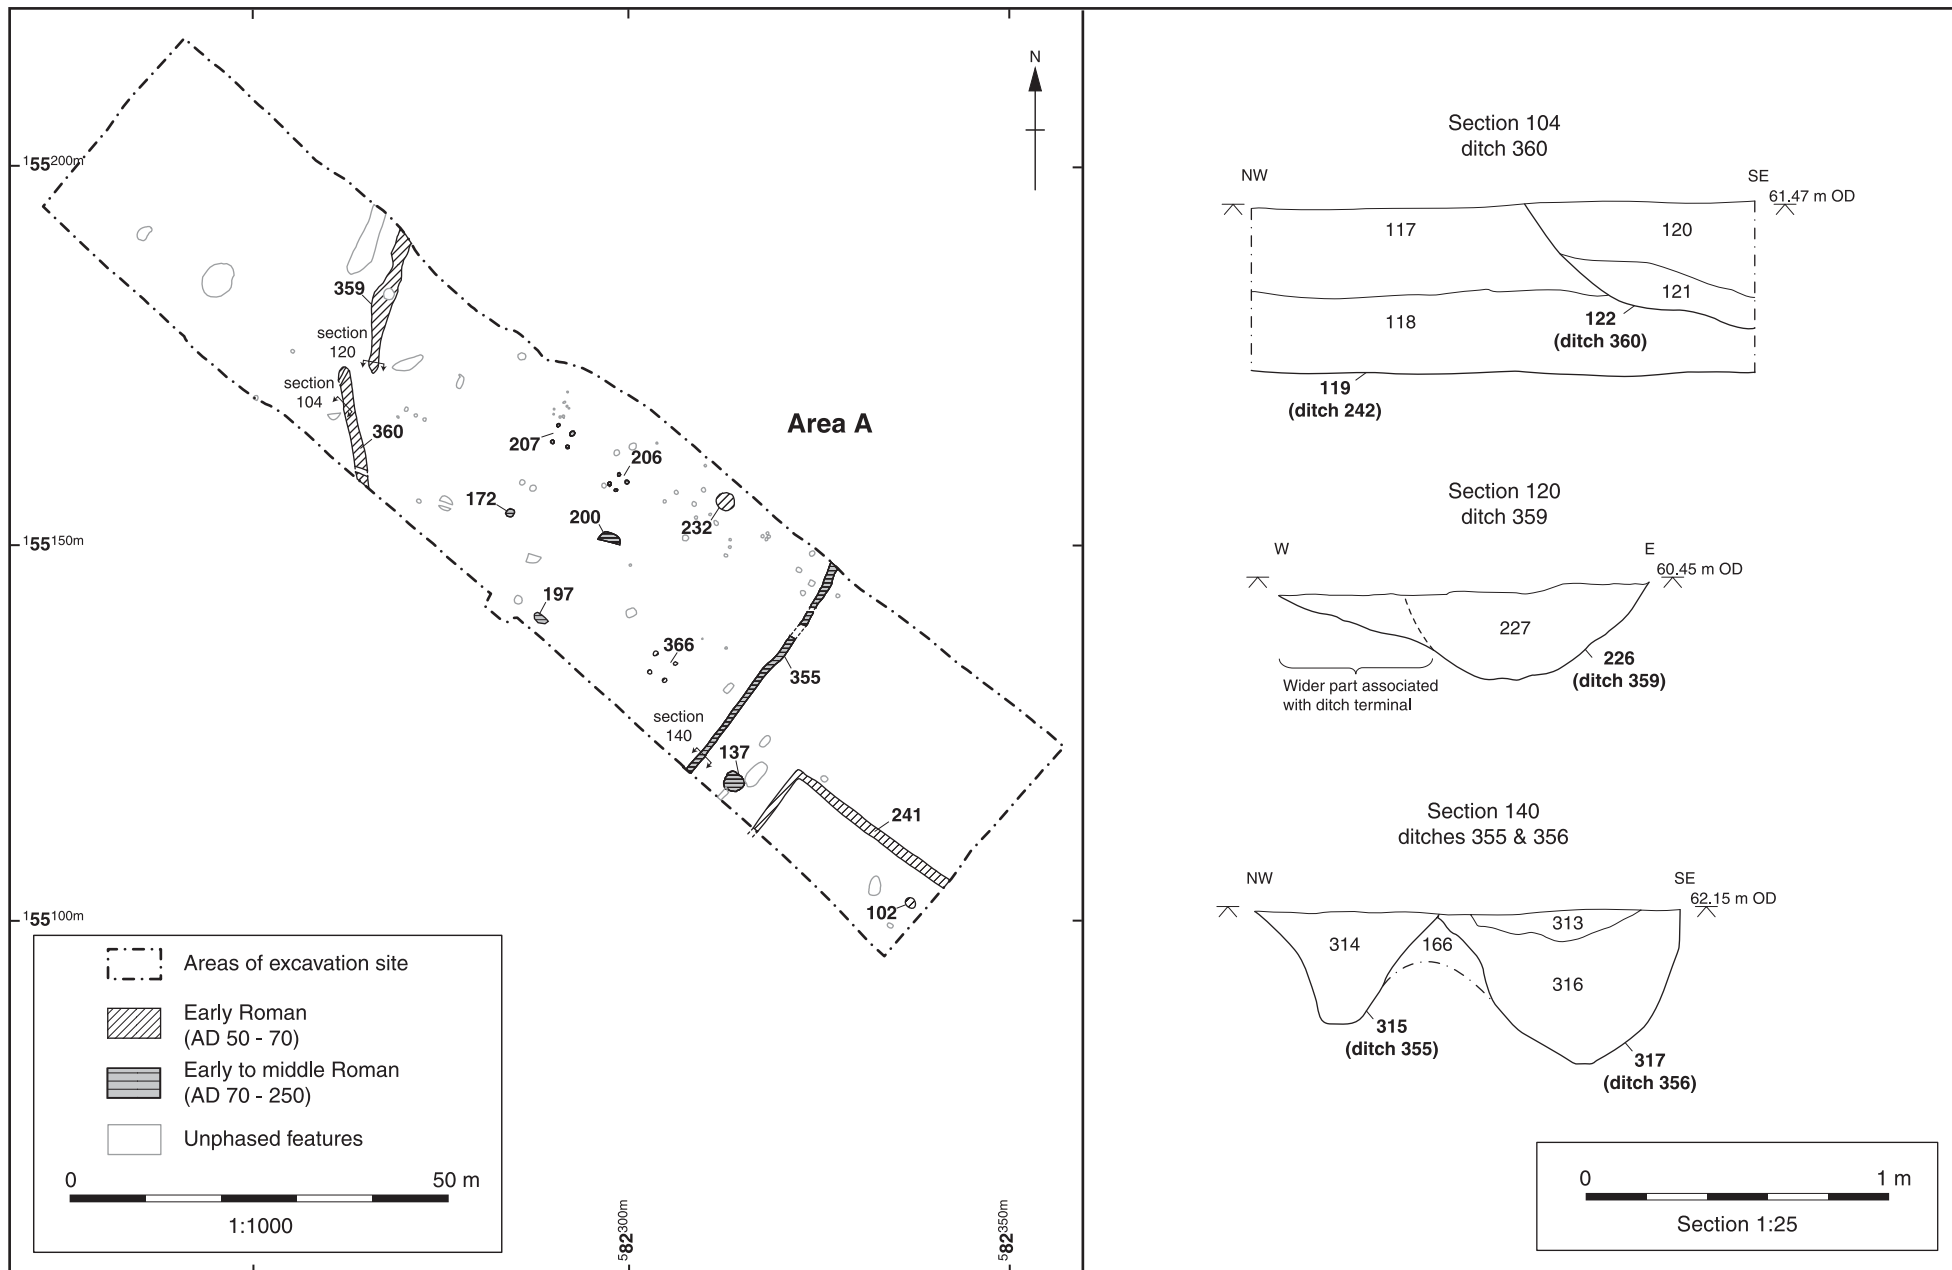 N
155200m
359
section
120
section
104
360
Area A
207
206
172
200
232
155150m
197
366
355
section
140
137
241
102
155100m
Areas of excavation site
Early Roman
(AD 50 - 70)
Early to middle Roman
(AD 70 - 250)
Unphased features
0 50 m
1:1000
582300m
582350m
Section 104
ditch 360
NW SE
61.47 m OD
117 120
121
118
122
(ditch 360)
119
(ditch 242)
Section 120
ditch 359
W E
60.45 m OD
227
226
(ditch 359)
Wider part associated
with ditch terminal
Section 140
ditches 355 & 356
NW SE
62.15 m OD
313
314 166
316
315
(ditch 355)
317
(ditch 356)
0 1 m
Section 1:25